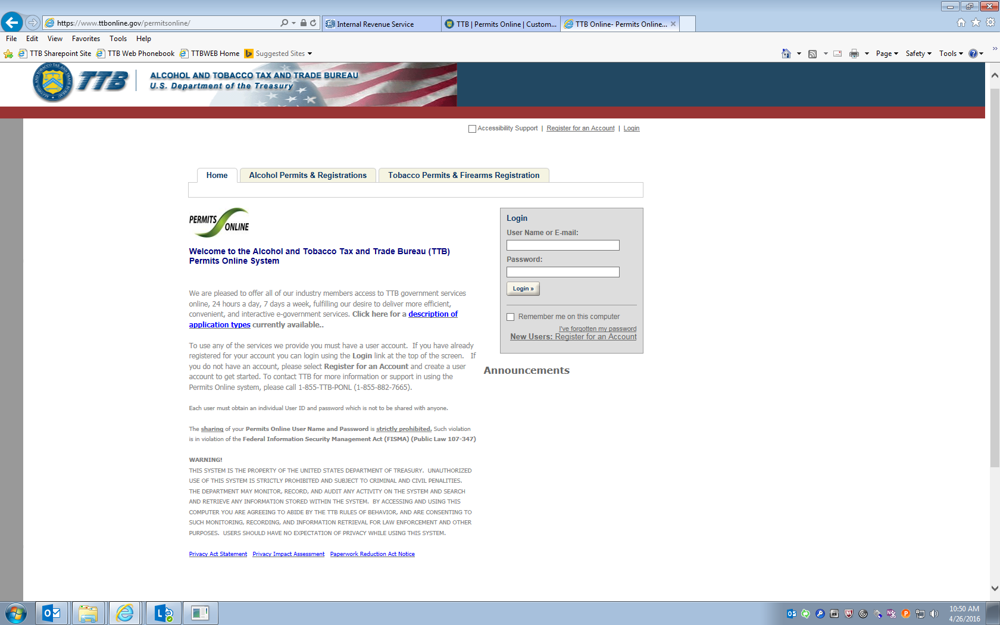 https://www.ttbonline.gov/permitsonline/
Internal Revenue Service
TTB | Permits Online | Custom...
TTB Online- Permits Online...
File Edit View Favorites Tools Help
TTB Sharepoint Site TTB Web Phonebook TTBWEB Home Suggested Sites
Page Safety Tools
TTB
ALCOHOL AND TOBACCO TAX AND TRADE BUREAU
U.S. Department of the Treasury
Accessibility Support | Register for an Account | Login
Home Alcohol Permits & Registrations Tobacco Permits & Firearms Registration
PERMITS ONLINE
Welcome to the Alcohol and Tobacco Tax and Trade Bureau (TTB)
Permits Online System
We are pleased to offer all of our industry members access to TTB government services
online, 24 hours a day, 7 days a week, fulfilling our desire to deliver more efficient,
convenient, and interactive e-government services. Click here for a description of
application types currently available..
To use any of the services we provide you must have a user account. If you have already
registered for your account you can login using the Login link at the top of the screen. If
you do not have an account, please select Register for an Account and create a user
account to get started. To contact TTB for more information or support in using the
Permits Online system, please call 1-855-TTB-PONL (1-855-882-7665).
Each user must obtain an individual User ID and password which is not to be shared with anyone.
The sharing of your Permits Online User Name and Password is strictly prohibited. Such violation
is in violation of the Federal Information Security Management Act (FISMA) (Public Law 107-347)
WARNING!
THIS SYSTEM IS THE PROPERTY OF THE UNITED STATES DEPARTMENT OF TREASURY. UNAUTHORIZED
USE OF THIS SYSTEM IS STRICTLY PROHIBITED AND SUBJECT TO CRIMINAL AND CIVIL PENALITIES.
THE DEPARTMENT MAY MONITOR, RECORD, AND AUDIT ANY ACTIVITY ON THE SYSTEM AND SEARCH
AND RETRIEVE ANY INFORMATION STORED WITHIN THE SYSTEM. BY ACCESSING AND USING THIS
COMPUTER YOU ARE AGREEING TO ABIDE BY THE TTB RULES OF BEHAVIOR, AND ARE CONSENTING TO
SUCH MONITORING, RECORDING, AND INFORMATION RETRIEVAL FOR LAW ENFORCEMENT AND OTHER
PURPOSES. USERS SHOULD HAVE NO EXPECTATION OF PRIVACY WHILE USING THIS SYSTEM.
Privacy Act Statement Privacy Impact Assessment Paperwork Reduction Act Notice
Login
User Name or E-mail:
Password:
Login »
Remember me on this computer
I've forgotten my password
New Users: Register for an Account
Announcements
10:50 AM
4/26/2016